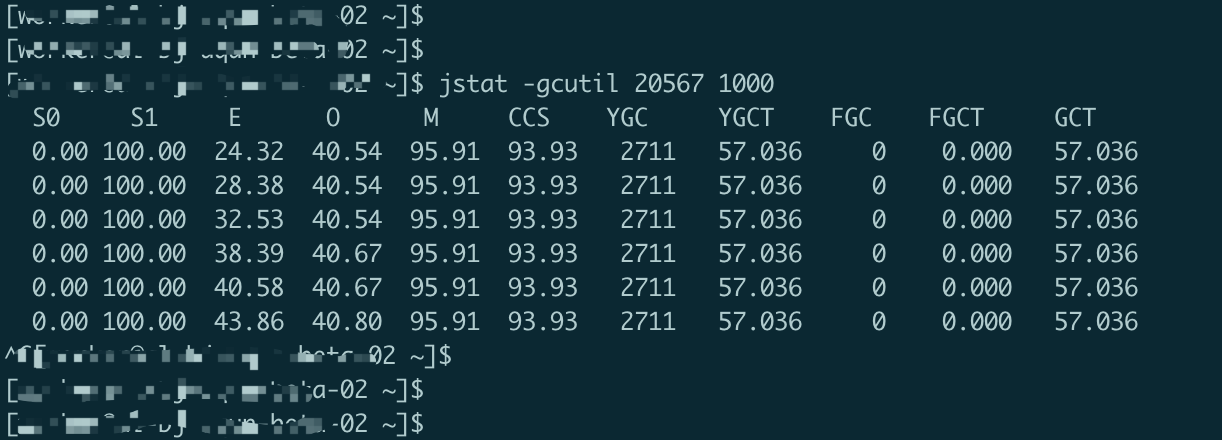 02 ~]$
02 ~]$
02 ~]$ jstat -gcutil 20567 1000
S0 S1 E O M CCS YGC YGCT FGC FGCT GCT
0.00 100.00 24.32 40.54 95.91 93.93 2711 57.036 0 0.000 57.036
0.00 100.00 28.38 40.54 95.91 93.93 2711 57.036 0 0.000 57.036
0.00 100.00 32.53 40.54 95.91 93.93 2711 57.036 0 0.000 57.036
0.00 100.00 38.39 40.67 95.91 93.93 2711 57.036 0 0.000 57.036
0.00 100.00 40.58 40.67 95.91 93.93 2711 57.036 0 0.000 57.036
0.00 100.00 43.86 40.80 95.91 93.93 2711 57.036 0 0.000 57.036
02 ~]$
-02 ~]$
-02 ~]$